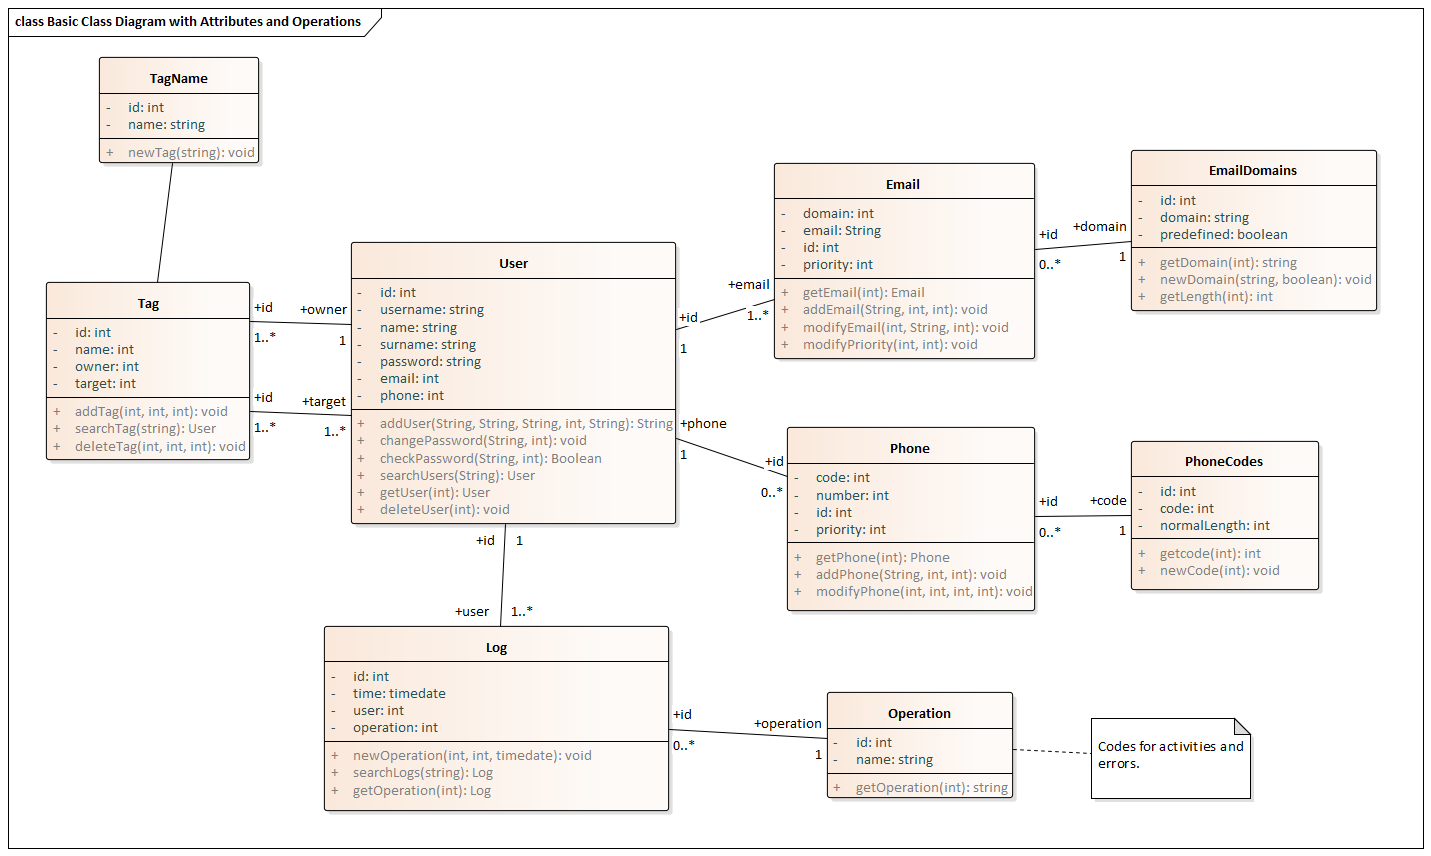 class Basic Class Diagram with Attributes and Operations
TagName
- id: int
- name: string
+ newTag(string): void
Tag
- id: int
- name: int
- owner: int
- target: int
+ addTag(int, int, int): void
+ searchTag(string): User
+ deleteTag(int, int, int): void
+id
1..*
+owner
1
+id
1..*
+target
1..*
User
- id: int
- username: string
- name: string
- surname: string
- password: string
- email: int
- phone: int
+ addUser(String, String, String, int, String): String
+ changePassword(String, int): void
+ checkPassword(String, int): Boolean
+ searchUsers(String): User
+ getUser(int): User
+ deleteUser(int): void
+id
1
+email
1..*
Email
- domain: int
- email: String
- id: int
- priority: int
+ getEmail(int): Email
+ addEmail(String, int, int): void
+ modifyEmail(int, String, int): void
+ modifyPriority(int, int): void
+id
0..*
+domain
1
EmailDomains
- id: int
- domain: string
- predefined: boolean
+ getDomain(int): string
+ newDomain(string, boolean): void
+ getLength(int): int
+phone
1
+id
0..*
Phone
- code: int
- number: int
- id: int
- priority: int
+ getPhone(int): Phone
+ addPhone(String, int, int): void
+ modifyPhone(int, int, int, int): void
+id
0..*
+code
1
PhoneCodes
- id: int
- code: int
- normalLength: int
+ getcode(int): int
+ newCode(int): void
+id 1
+user 1..*
Log
- id: int
- time: timedate
- user: int
- operation: int
+ newOperation(int, int, timedate): void
+ searchLogs(string): Log
+ getOperation(int): Log
+id
0..*
+operation
1
Operation
- id: int
- name: string
+ getOperation(int): string
Codes for activities and
errors.